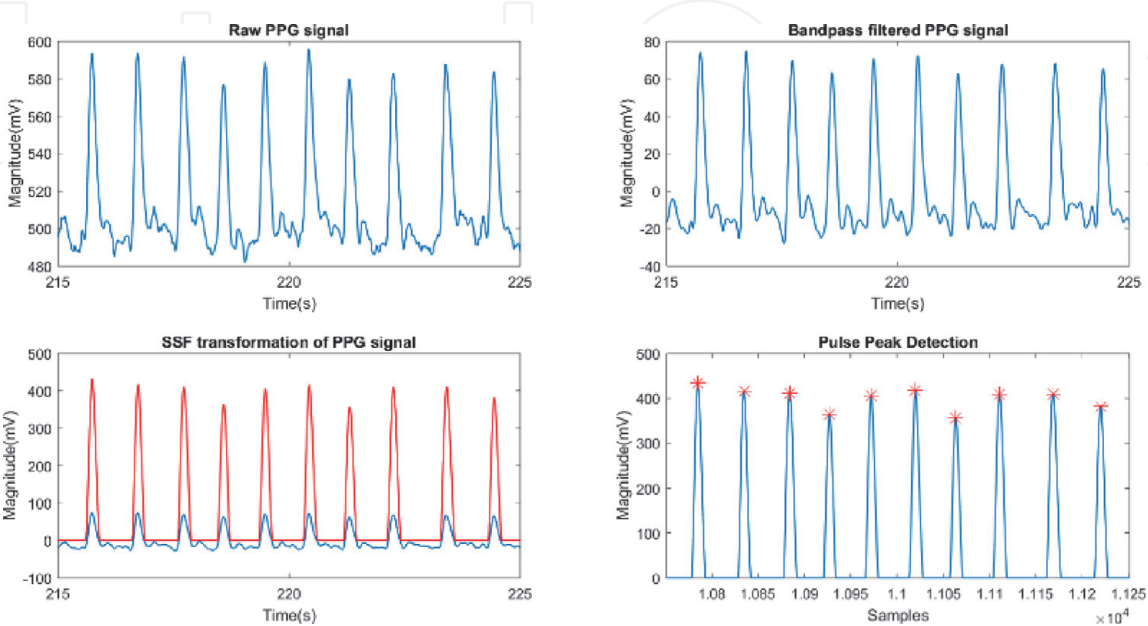 Raw PPG signal
600
580
560
540
520
500
480
Magnitude(mV)
215
220
225
Time(s)
Bandpass filtered PPG signal
80
60
40
20
0
-20
-40
Magnitude(mV)
215
220
225
Time(s)
SSF transformation of PPG signal
500
400
300
200
100
0
-100
Magnitude(mV)
215
220
225
Time(s)
Pulse Peak Detection
500
400
300
200
100
0
Magnitude(mV)
1.08 1.085 1.09 1.095 1.1 1.105 1.11 1.115 1.12 1.125
Samples
×10⁴